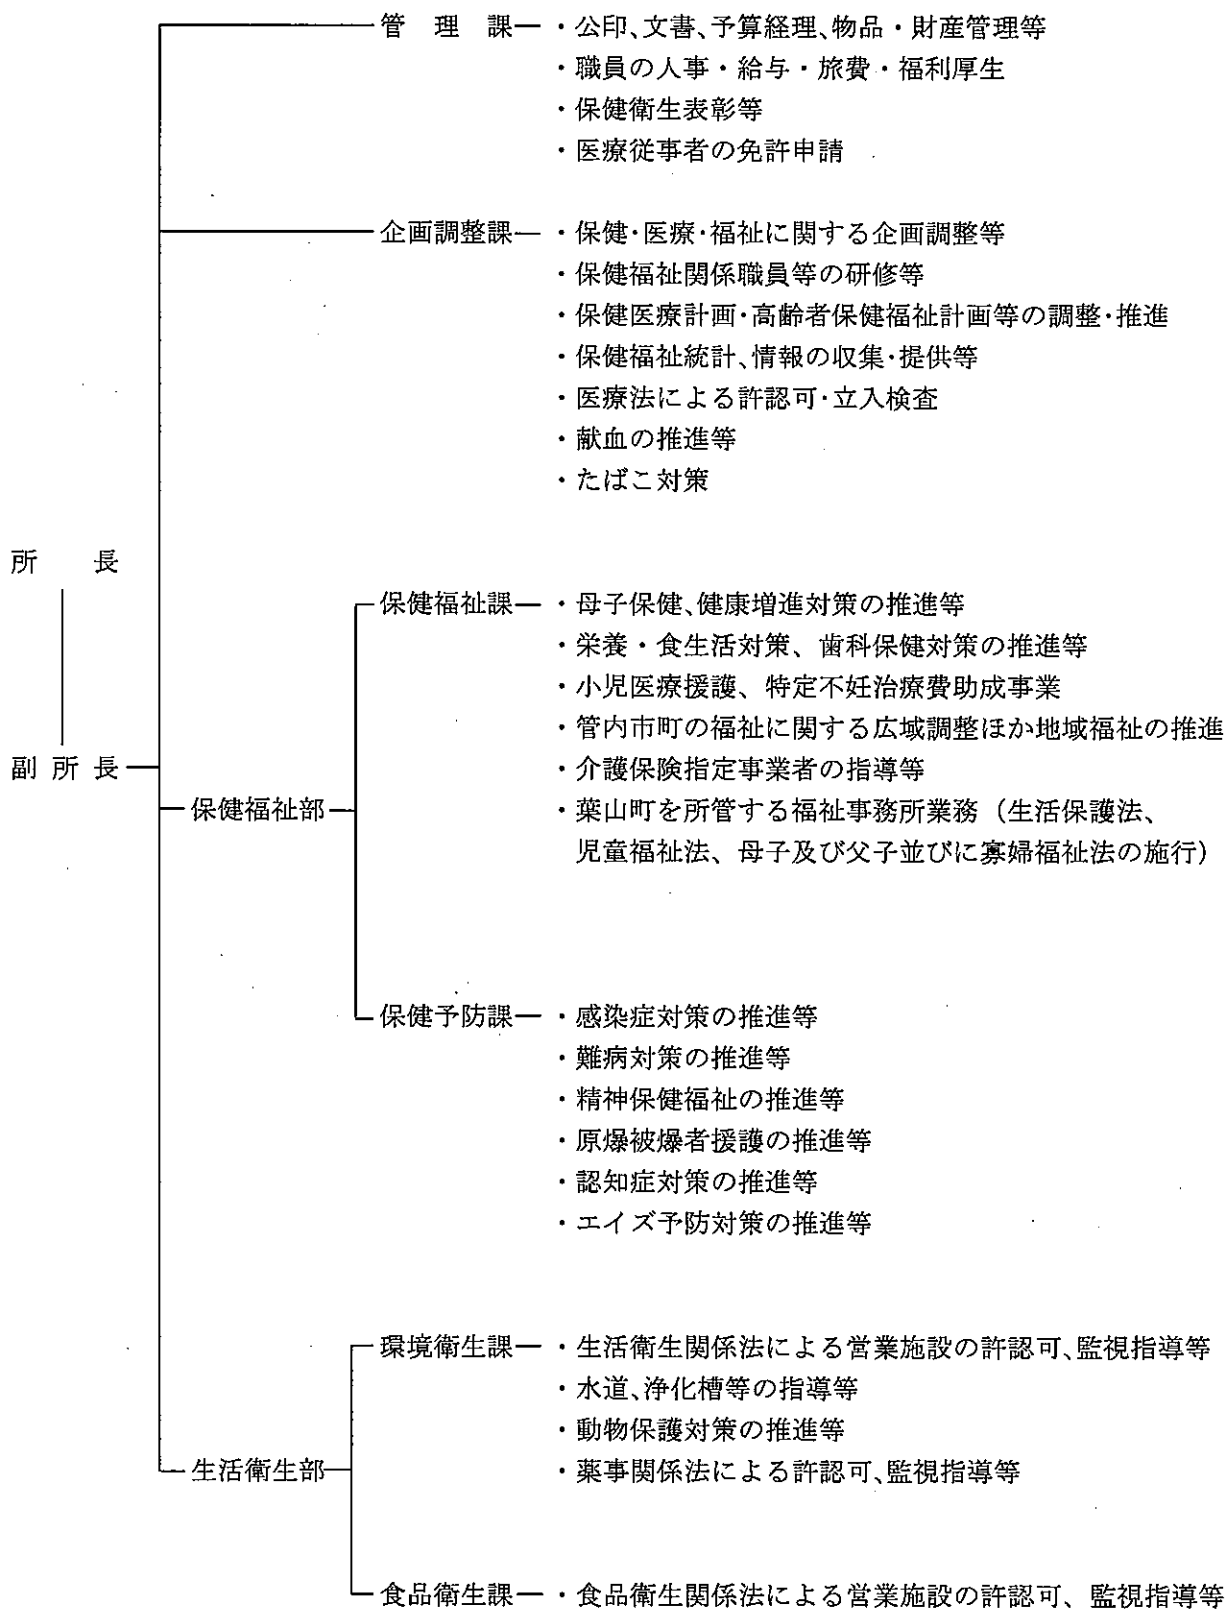 管理課 ・公印、文書、予算経理、物品・財産管理等
・職員の人事・給与・旅費・福利厚生
・保健衛生表彰等
・医療従事者の免許申請
企画調整課 ・保健・医療・福祉に関する企画調整等
・保健福祉関係職員等の研修等
・保健医療計画・高齢者保健福祉計画等の調整・推進
・保健福祉統計、情報の収集・提供等
・医療法による許認可・立入検査
・献血の推進等
・たばこ対策
所長
保健福祉課 ・母子保健、健康増進対策の推進等
・栄養・食生活対策、歯科保健対策の推進等
・小児医療援護、特定不妊治療費助成事業
・管内市町の福祉に関する広域調整ほか地域福祉の推進
副所長
・介護保険指定事業者の指導等
保健福祉部
・葉山町を所管する福祉事務所業務（生活保護法、
児童福祉法、母子及び父子並びに寡婦福祉法の施行）
保健予防課 ・感染症対策の推進等
・難病対策の推進等
・精神保健福祉の推進等
・原爆被爆者援護の推進等
・認知症対策の推進等
・エイズ予防対策の推進等
環境衛生課 ・生活衛生関係法による営業施設の許認可、監視指導等
・水道、浄化槽等の指導等
・動物保護対策の推進等
生活衛生部
・薬事関係法による許認可、監視指導等
食品衛生課 ・食品衛生関係法による営業施設の許認可、監視指導等